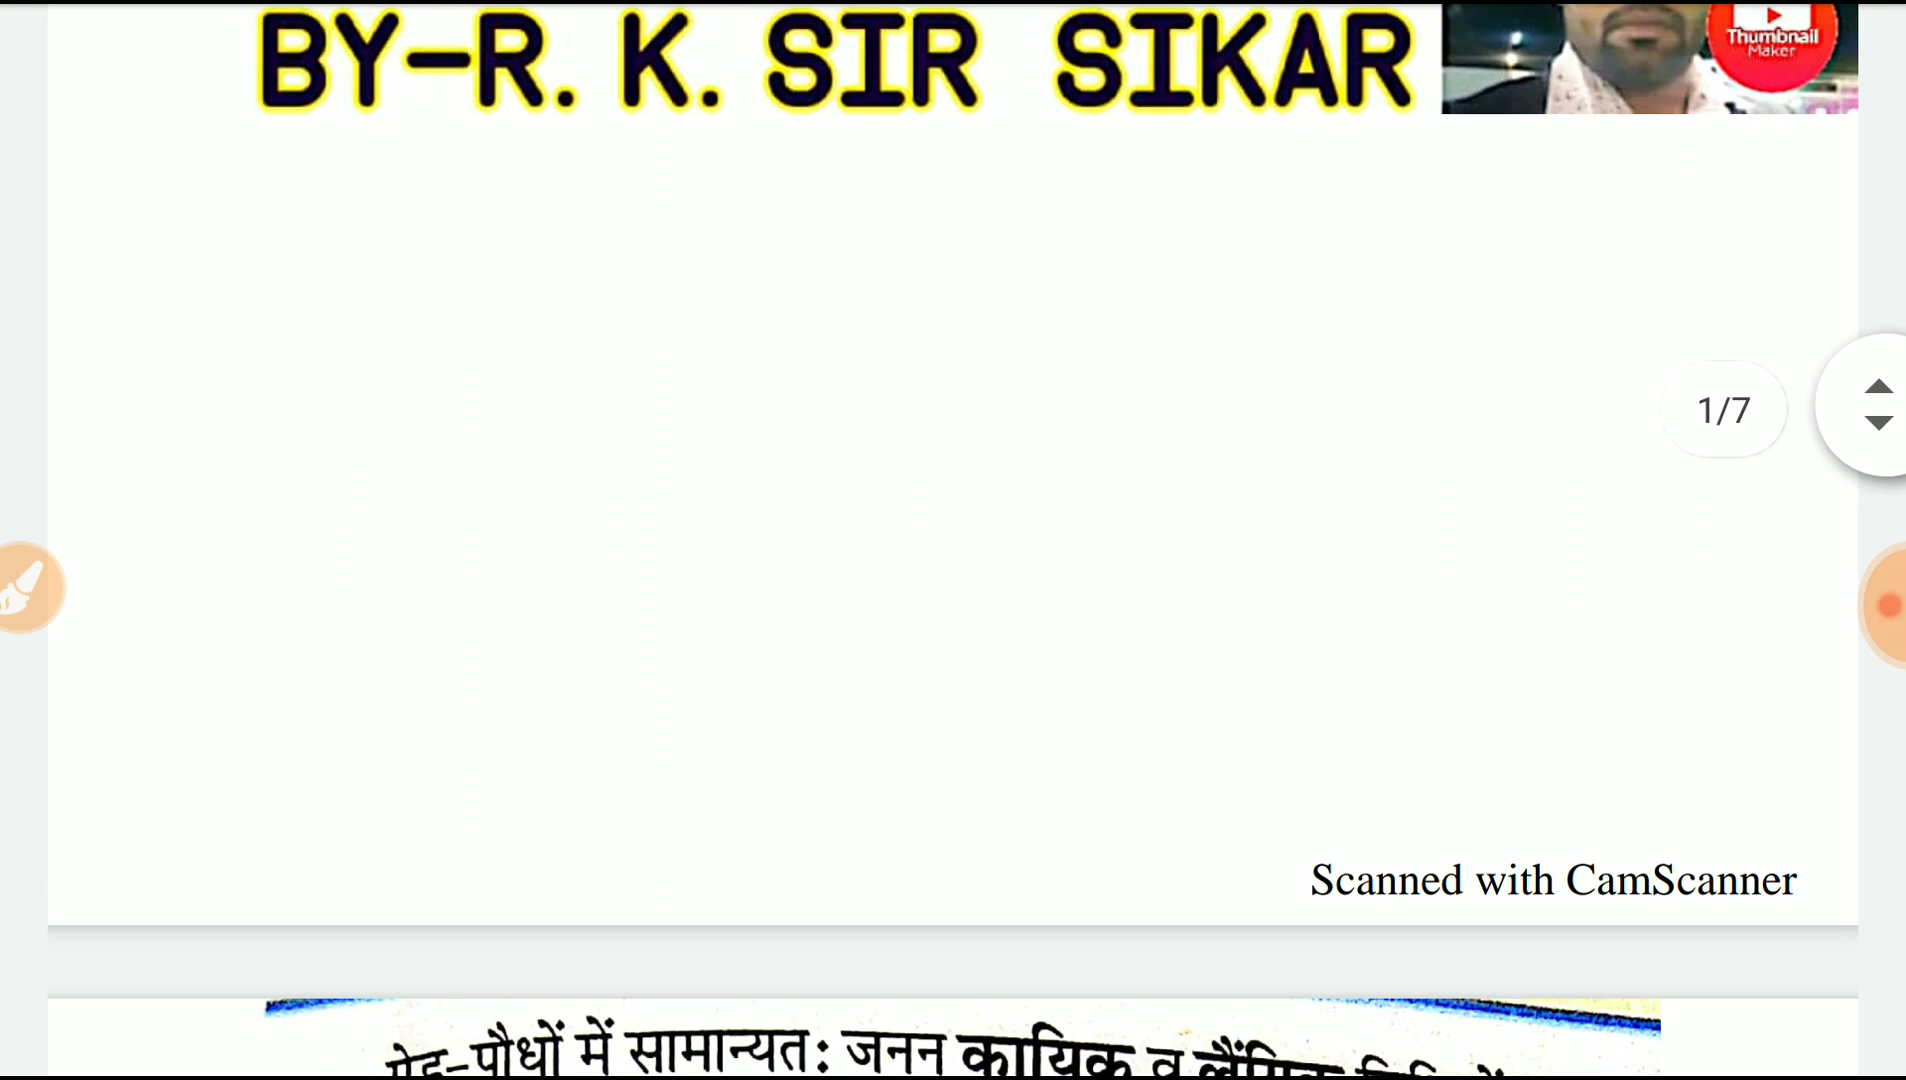 BY-R. K. SIR SIKAR
Thumbnail
Maker
1/7
Scanned with CamScanner
पेड़-पौधों में सामान्यत: जनन कायिक व लैंगिक